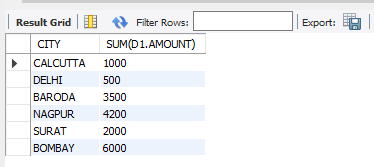 Result Grid Filter Rows: Export:
CITY SUM(D1.AMOUNT)
CALCUTTA 1000
DELHI 500
BARODA 3500
NAGPUR 4200
SURAT 2000
BOMBAY 6000